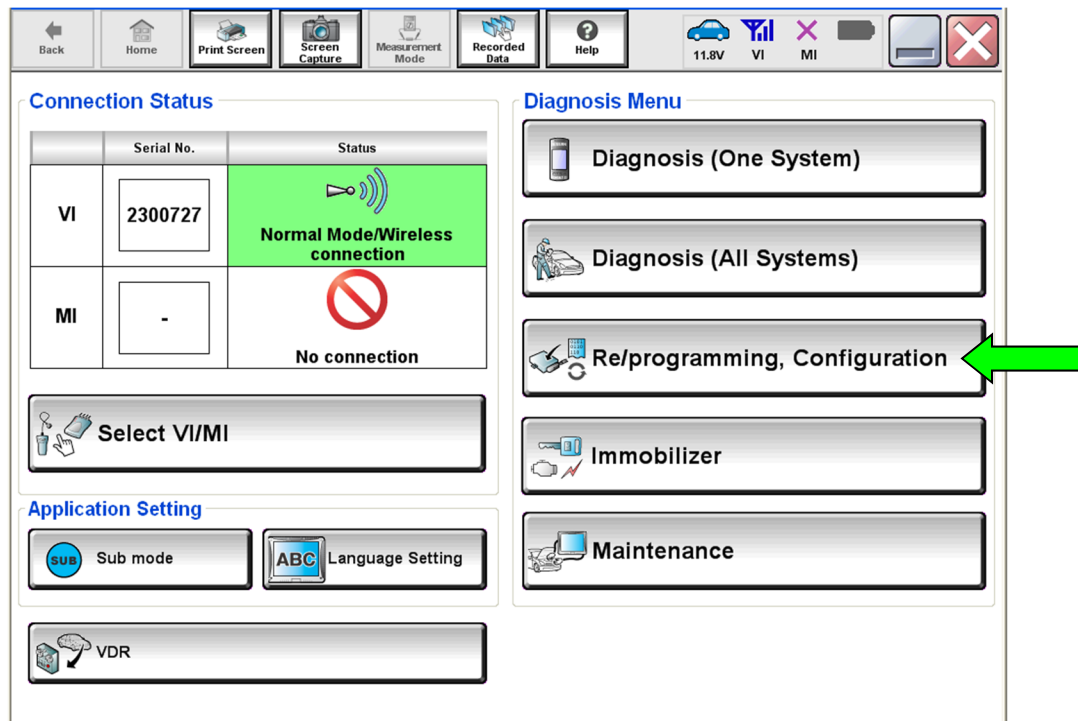 Back
Home
Print Screen
Screen
Capture
Measurement
Mode
Recorded
Data
Help
11.8V
VI
MI
Connection Status
Serial No.
Status
VI
2300727
Normal Mode/Wireless
connection
MI
-
No connection
Select VI/MI
Application Setting
SUB
Sub mode
ABC
Language Setting
VDR
Diagnosis Menu
Diagnosis (One System)
Diagnosis (All Systems)
Re/programming, Configuration
Immobilizer
Maintenance